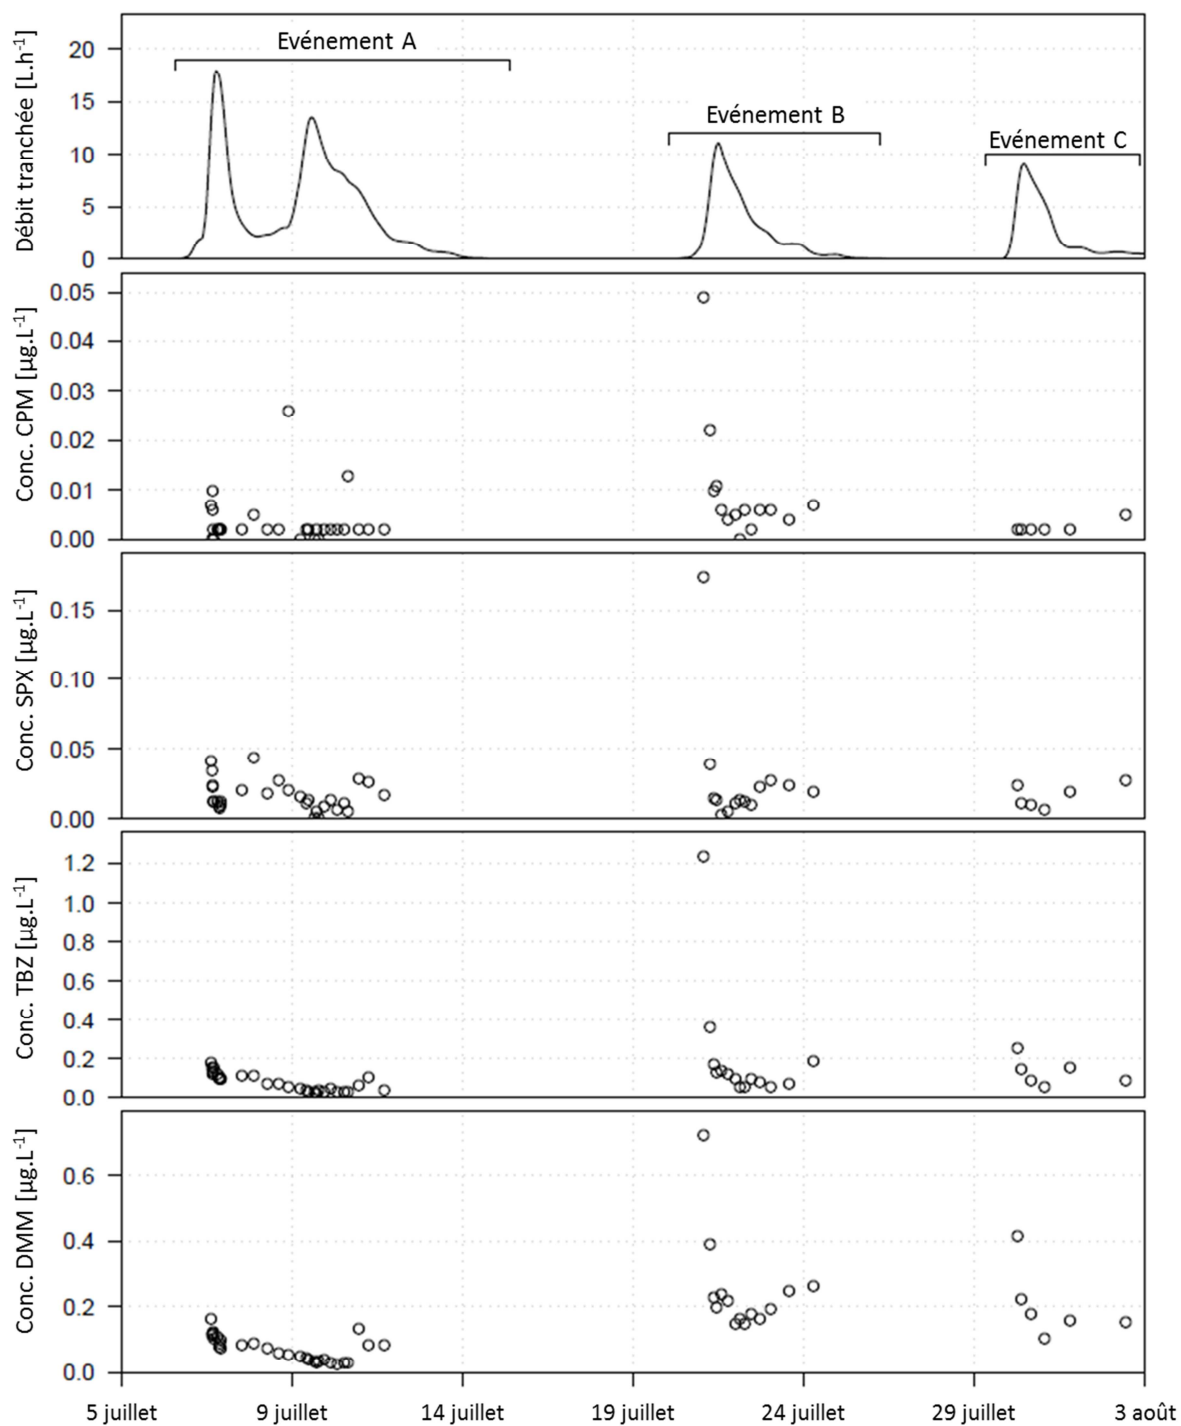 Débit tranchée [L.h-1]
20
15
10
5
0
Evénement A
Evénement B
Evénement C
Conc. CPM [µg.L-1]
0.05
0.04
0.03
0.02
0.01
0.00
Conc. SPX [µg.L-1]
0.15
0.10
0.05
0.00
Conc. TBZ [µg.L-1]
1.2
1.0
0.8
0.6
0.4
0.2
0.0
Conc. DMM [µg.L-1]
0.6
0.4
0.2
0.0
5 juillet 9 juillet 14 juillet 19 juillet 24 juillet 29 juillet 3 août